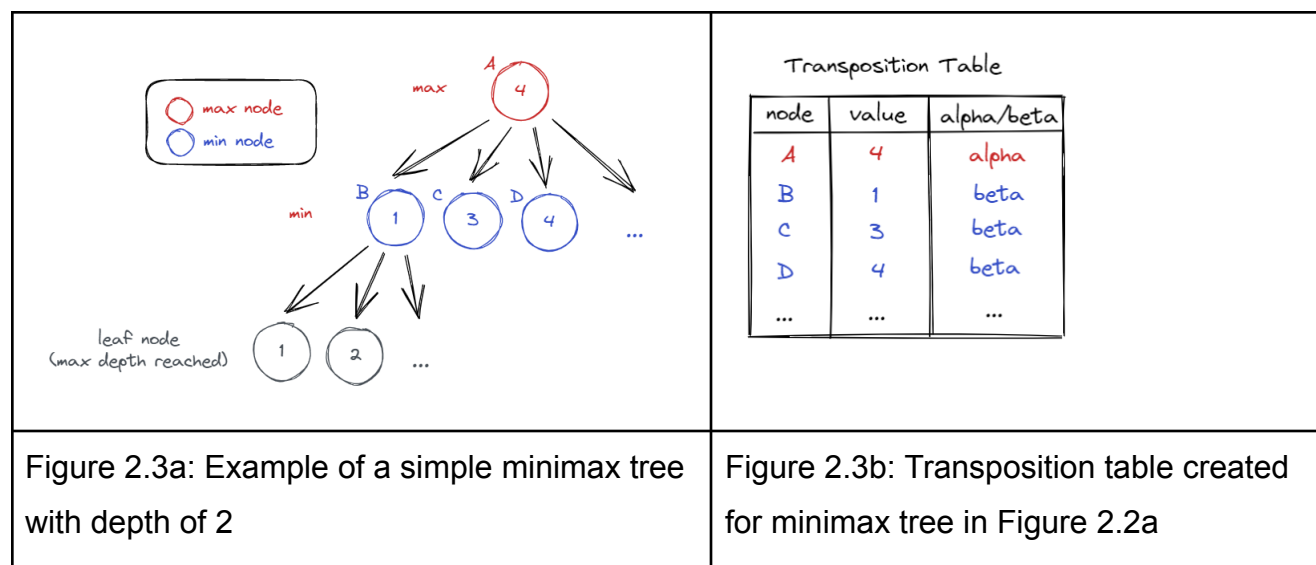 max node
min node
max
A
4
min
B
1
C
3
D
4
...
leaf node
(max depth reached)
1
2
...
Transposition Table
node value alpha/beta
A 4 alpha
B 1 beta
C 3 beta
D 4 beta
... ... ...
Figure 2.3a: Example of a simple minimax tree
with depth of 2
Figure 2.3b: Transposition table created
for minimax tree in Figure 2.2a